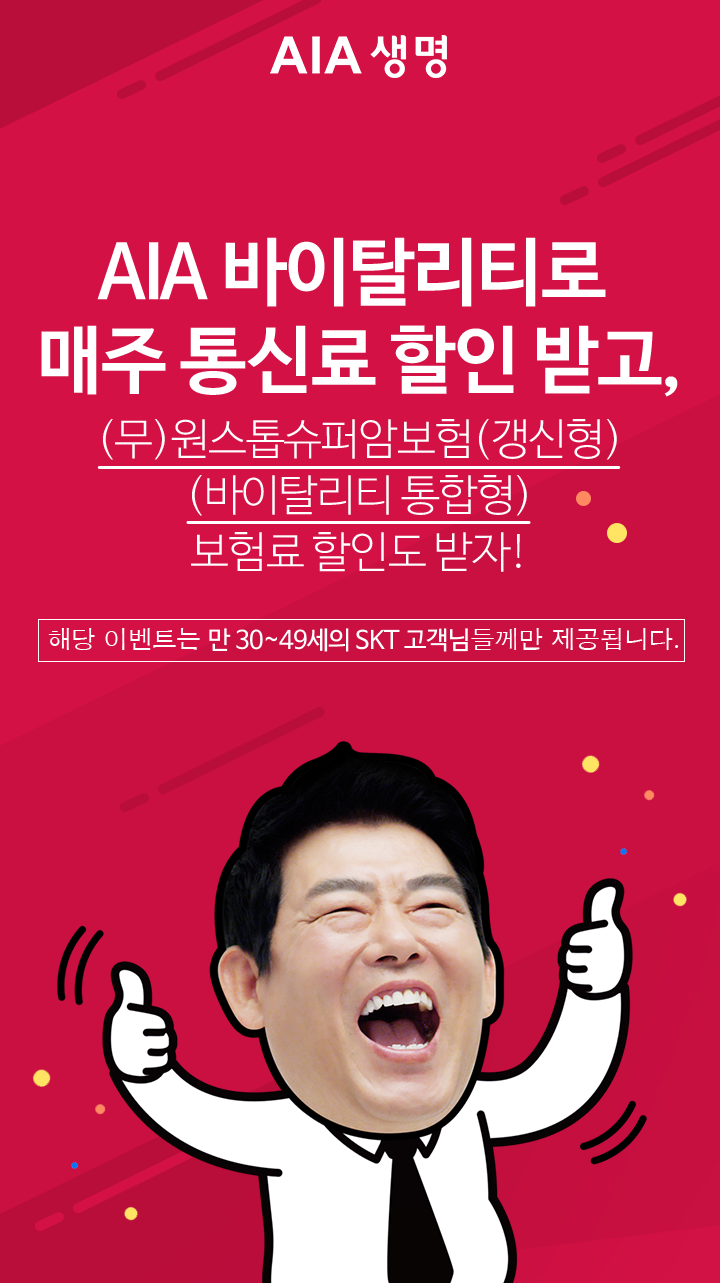 AIA 생명
AIA 바이탈리티로
매주 통신료 할인 받고,
(무)원스톱슈퍼암보험(갱신형)
(바이탈리티 통합형)
보험료 할인도 받자!
해당 이벤트는 만 30~49세의 SKT 고객님들께만 제공됩니다.